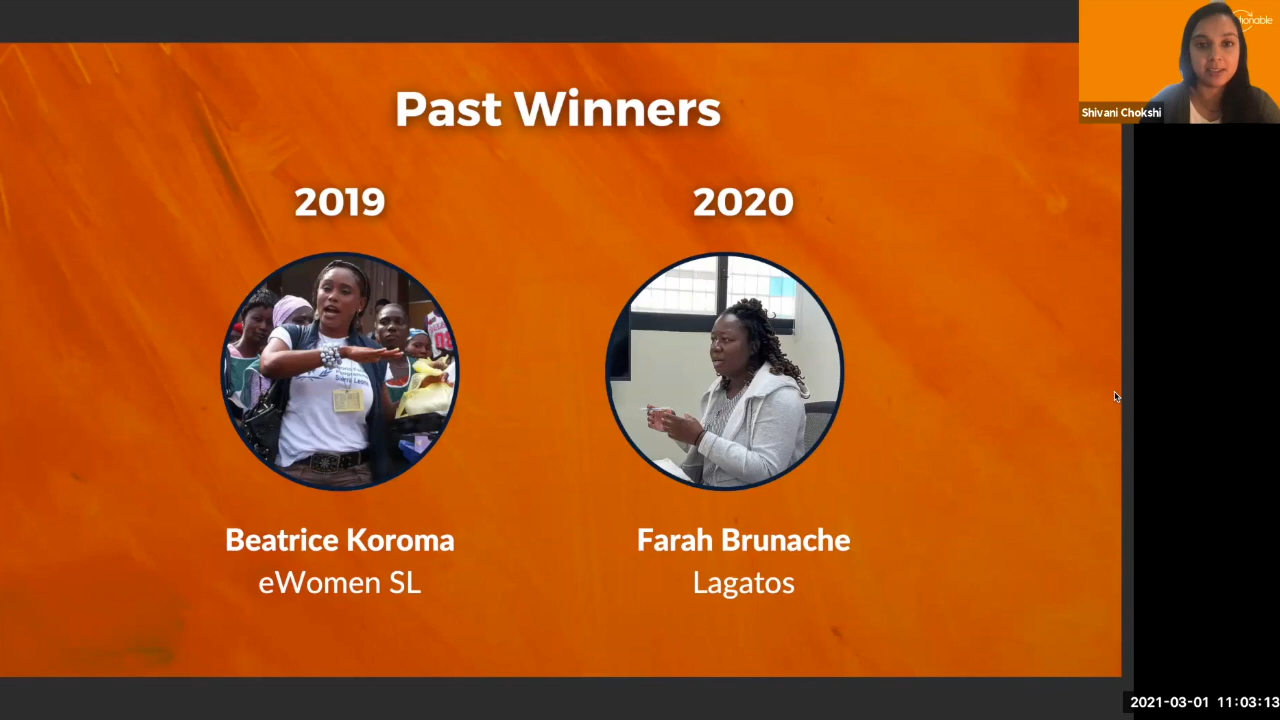 Past Winners
2019
2020
Beatrice Koroma
eWomen SL
Farah Brunache
Lagatos
Shivani Chokshi
2021-03-01 11:03:13